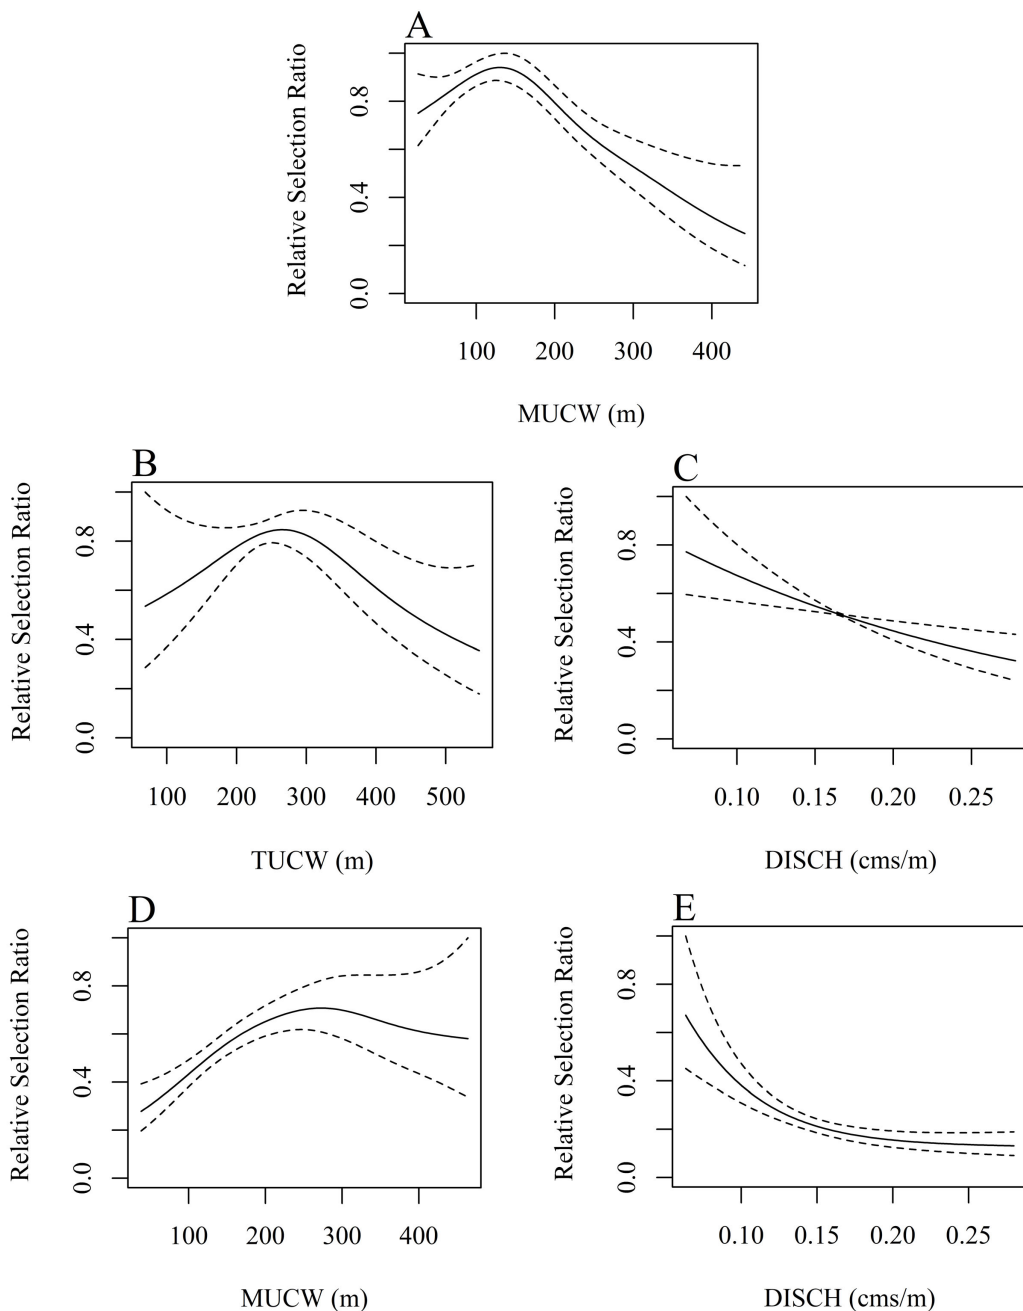 A
Relative Selection Ratio
0.8
0.4
0.0
100 200 300 400
MUCW (m)
B
Relative Selection Ratio
0.8
0.4
0.0
100 200 300 400 500
TUCW (m)
C
Relative Selection Ratio
0.8
0.4
0.0
0.10 0.15 0.20 0.25
DISCH (cms/m)
D
Relative Selection Ratio
0.8
0.4
0.0
100 200 300 400
MUCW (m)
E
Relative Selection Ratio
0.8
0.4
0.0
0.10 0.15 0.20 0.25
DISCH (cms/m)